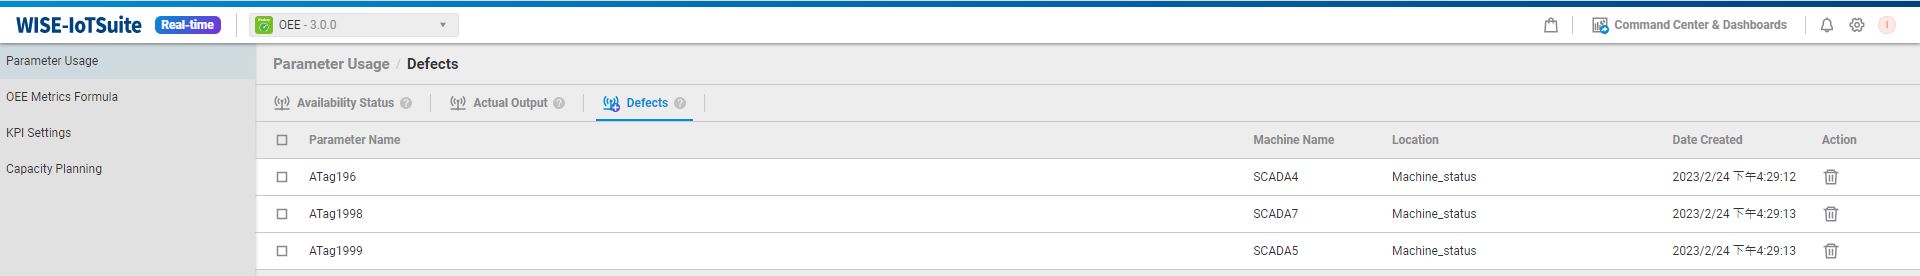 WISE-IoTSuite Real-time OEE - 3.0.0 Command Center & Dashboards I
Parameter Usage
OEE Metrics Formula
KPI Settings
Capacity Planning
Parameter Usage / Defects
Availability Status ? Actual Output ? Defects ?
Parameter Name Machine Name Location Date Created Action
ATag196 SCADA4 Machine_status 2023/2/24 下午4:29:12
ATag1998 SCADA7 Machine_status 2023/2/24 下午4:29:13
ATag1999 SCADA5 Machine_status 2023/2/24 下午4:29:13